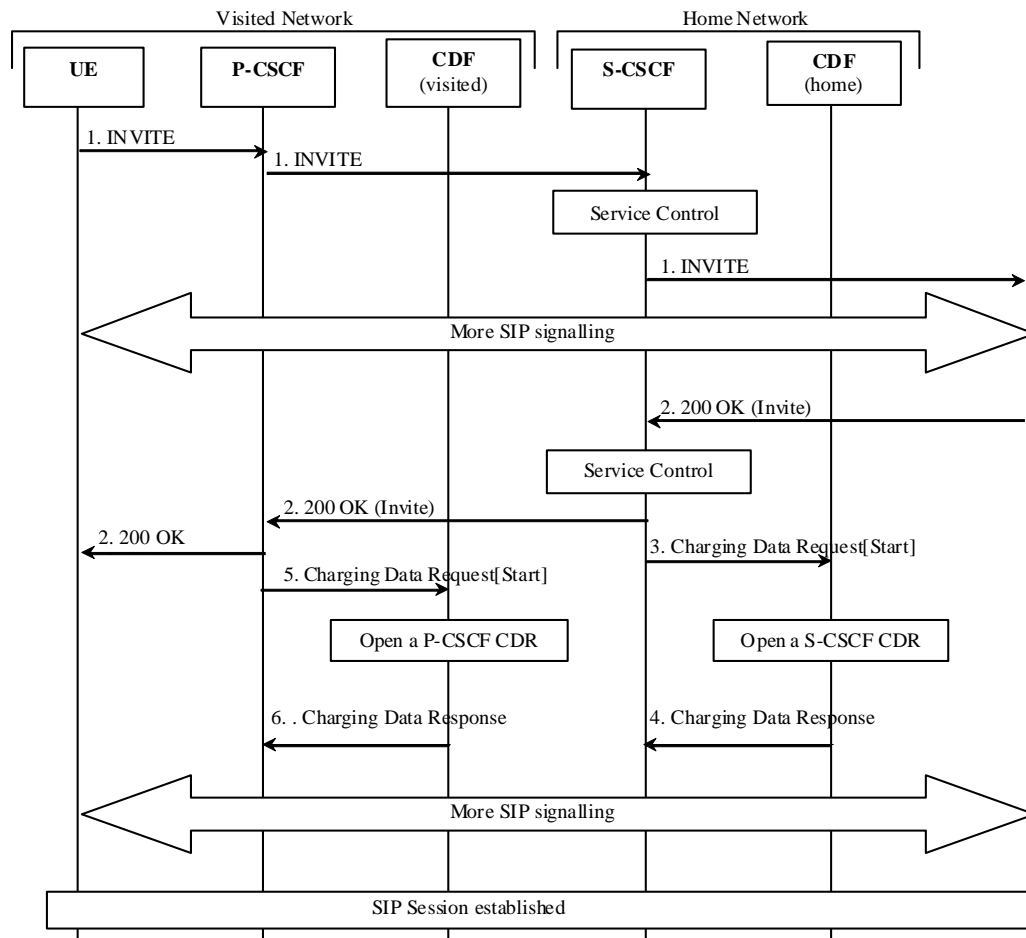 Visited Network
Home Network
UE
P-CSCF
CDF
(visited)
S-CSCF
CDF
(home)
1. INVITE
1. INVITE
Service Control
1. INVITE
More SIP signalling
2. 200 OK (Invite)
Service Control
2. 200 OK (Invite)
2. 200 OK
3. Charging Data Request[Start]
5. Charging Data Request[Start]
Open a P-CSCF CDR
Open a S-CSCF CDR
6. . Charging Data Response
4. Charging Data Response
More SIP signalling
SIP Session established